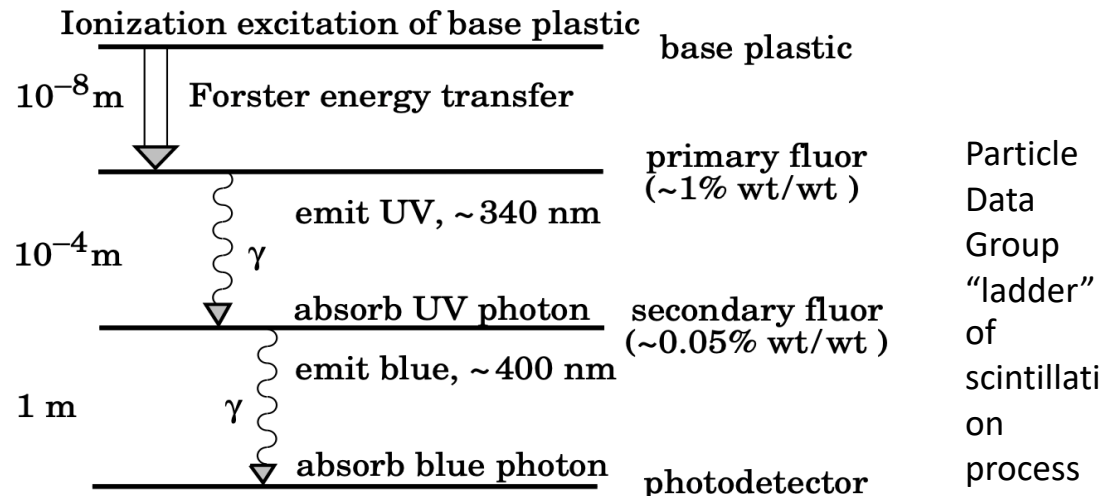 Ionization excitation of base plastic
base plastic
10⁻⁸ m
Forster energy transfer
primary fluor
(~1% wt/wt )
emit UV, ~340 nm
10⁻⁴ m
γ
absorb UV photon
secondary fluor
(~0.05% wt/wt )
emit blue, ~400 nm
1 m
γ
absorb blue photon
photodetector
Particle
Data
Group
“ladder”
of
scintillati
on
process